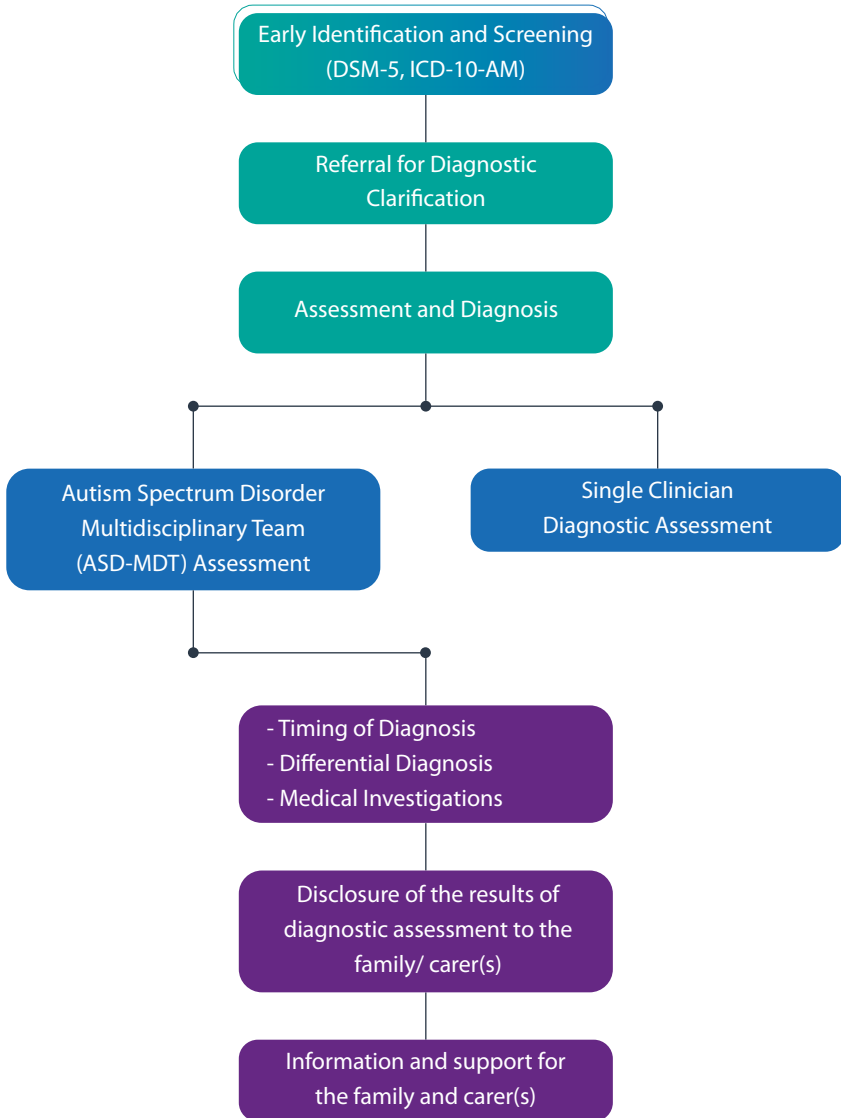 Early Identification and Screening
(DSM-5, ICD-10-AM)
Referral for Diagnostic
Clarification
Assessment and Diagnosis
Autism Spectrum Disorder
Multidisciplinary Team
(ASD-MDT) Assessment
Single Clinician
Diagnostic Assessment
- Timing of Diagnosis
- Differential Diagnosis
- Medical Investigations
Disclosure of the results of
diagnostic assessment to the
family/ carer(s)
Information and support for
the family and carer(s)